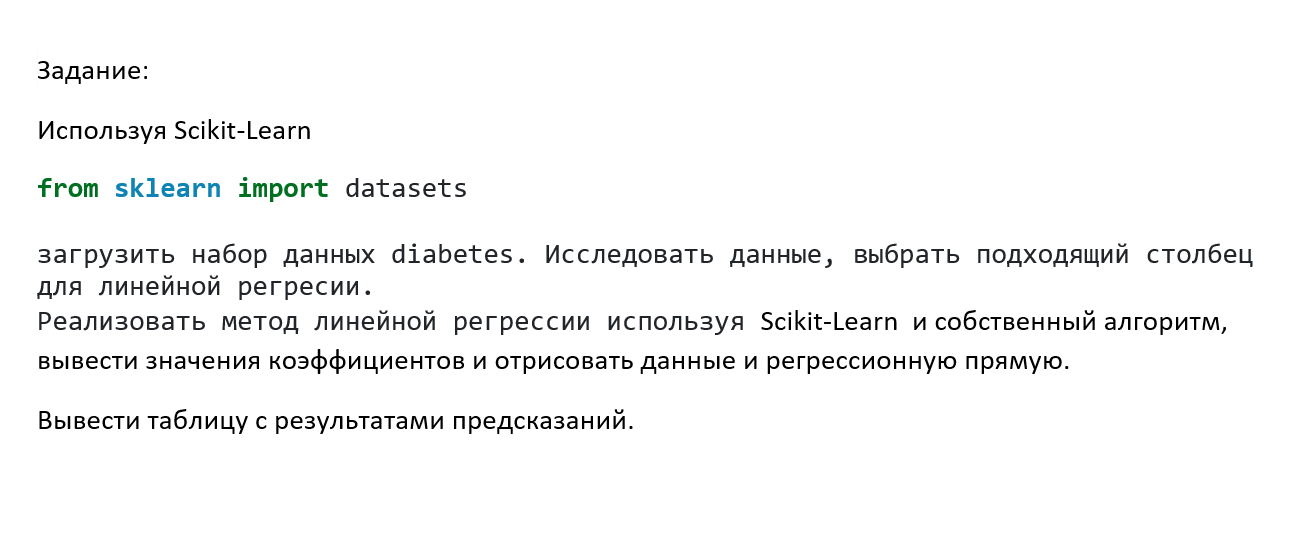 Задание:
Используя Scikit-Learn
from sklearn import datasets
загрузить набор данных diabetes. Исследовать данные, выбрать подходящий столбец
для линейной регресии.
Реализовать метод линейной регрессии используя Scikit-Learn и собственный алгоритм,
вывести значения коэффициентов и отрисовать данные и регрессионную прямую.
Вывести таблицу с результатами предсказаний.